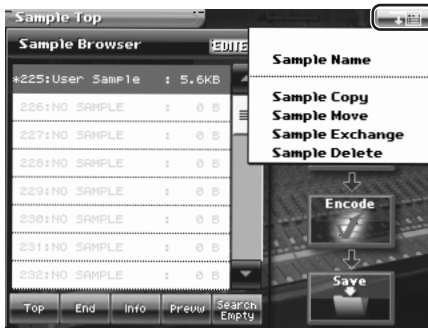 Sample Top
Sample Browser EDITE
*225:User Sample : 5.6KB
226:NO SAMPLE : 0 B
227:NO SAMPLE : 0 B
228:NO SAMPLE : 0 B
229:NO SAMPLE : 0 B
230:NO SAMPLE : 0 B
231:NO SAMPLE : 0 B
232:NO SAMPLE : 0 B
Top End Info Prevw Search Empty
Sample Name
Sample Copy
Sample Move
Sample Exchange
Sample Delete
Encode
Save